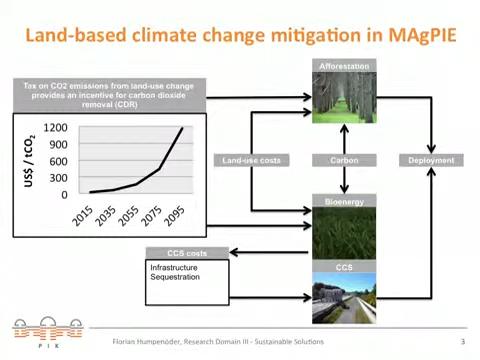 Land-based climate change mitigation in MAgPIE
Tax on CO2 emissions from land-use change
provides an incentive for carbon dioxide
removal (CDR)
US$ / tCO2
1200
900
600
300
0
2015
2035
2055
2075
2095
Afforestation
Land-use costs
Carbon
Deployment
Bioenergy
CCS costs
Infrastructure
Sequestration
CCS
P I K
Florian Humpenöder, Research Domain III - Sustainable Solutions
3